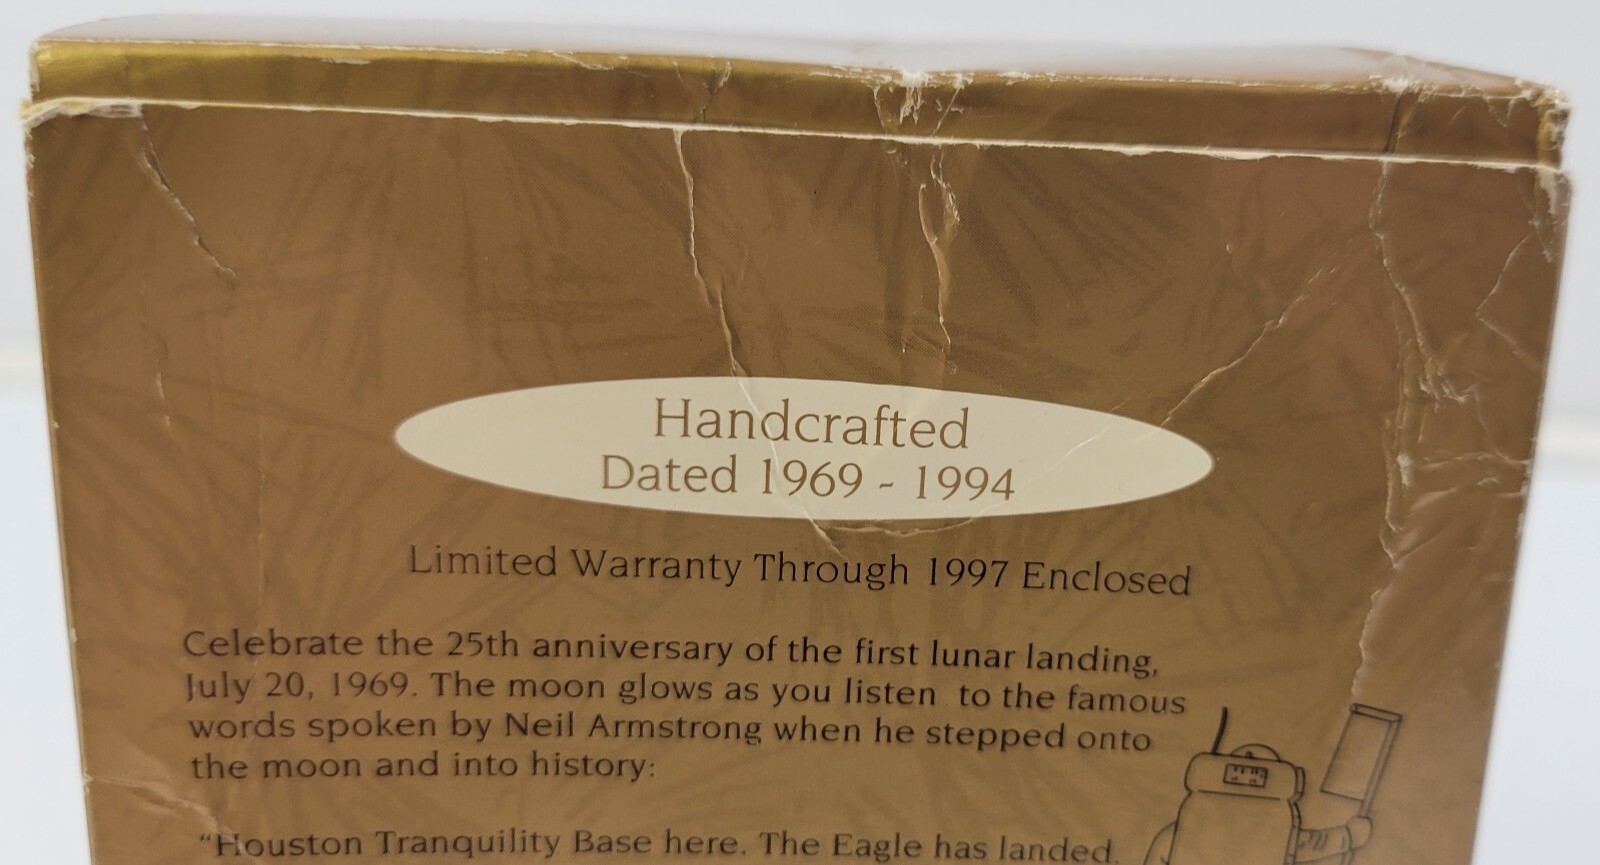 Handcrafted
Dated 1969 - 1994
Limited Warranty Through 1997 Enclosed
Celebrate the 25th anniversary of the first lunar landing,
July 20, 1969. The moon glows as you listen to the famous
words spoken by Neil Armstrong when he stepped onto
the moon and into history:
“Houston Tranquility Base here. The Eagle has landed.